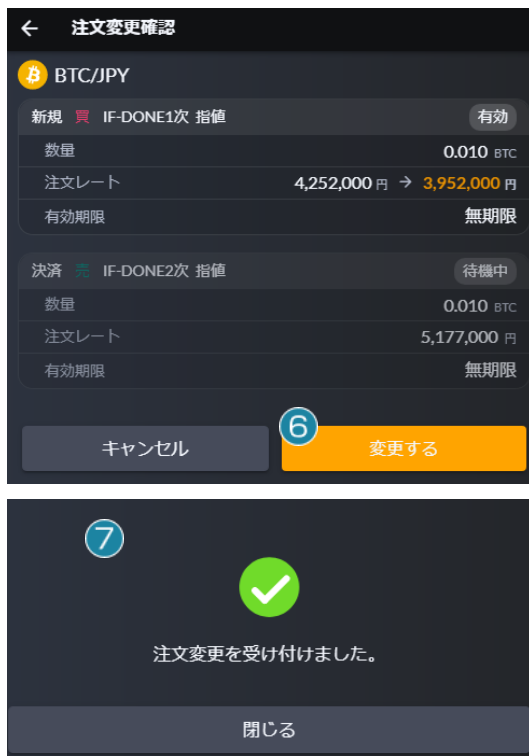 ← 注文変更確認
BTC/JPY
新規 買 IF-DONE1次 指値 有効
数量 0.010 BTC
注文レート 4,252,000 円 → 3,952,000 円
有効期限 無期限
決済 売 IF-DONE2次 指値 待機中
数量 0.010 BTC
注文レート 5,177,000 円
有効期限 無期限
キャンセル 6 変更する
7
注文変更を受け付けました。
閉じる